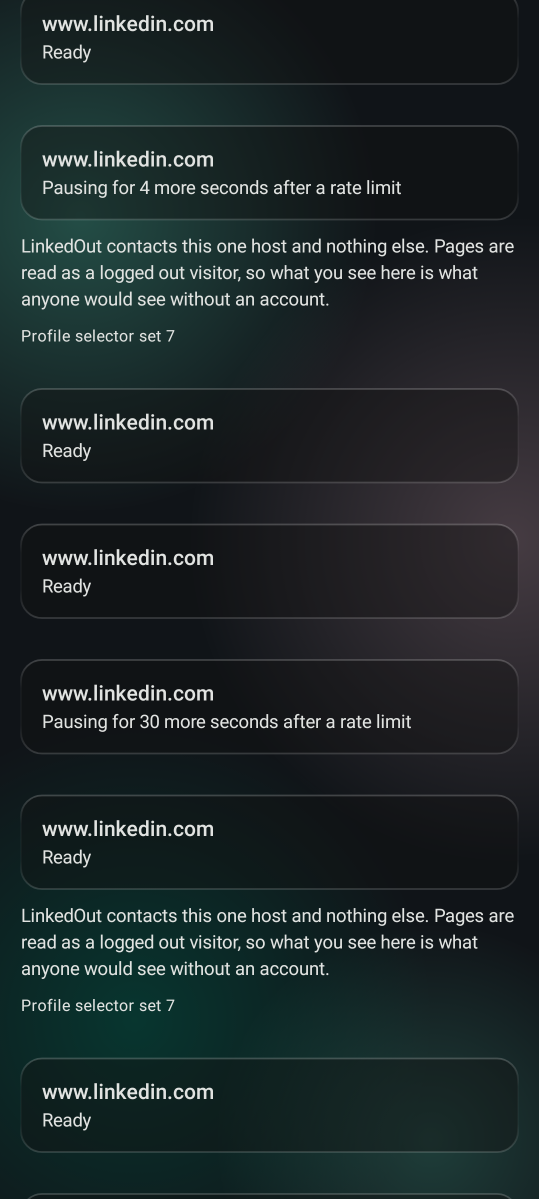 www.linkedin.com
Ready
www.linkedin.com
Pausing for 4 more seconds after a rate limit
LinkedOut contacts this one host and nothing else. Pages are
read as a logged out visitor, so what you see here is what
anyone would see without an account.
Profile selector set 7
www.linkedin.com
Ready
www.linkedin.com
Ready
www.linkedin.com
Pausing for 30 more seconds after a rate limit
www.linkedin.com
Ready
LinkedOut contacts this one host and nothing else. Pages are
read as a logged out visitor, so what you see here is what
anyone would see without an account.
Profile selector set 7
www.linkedin.com
Ready